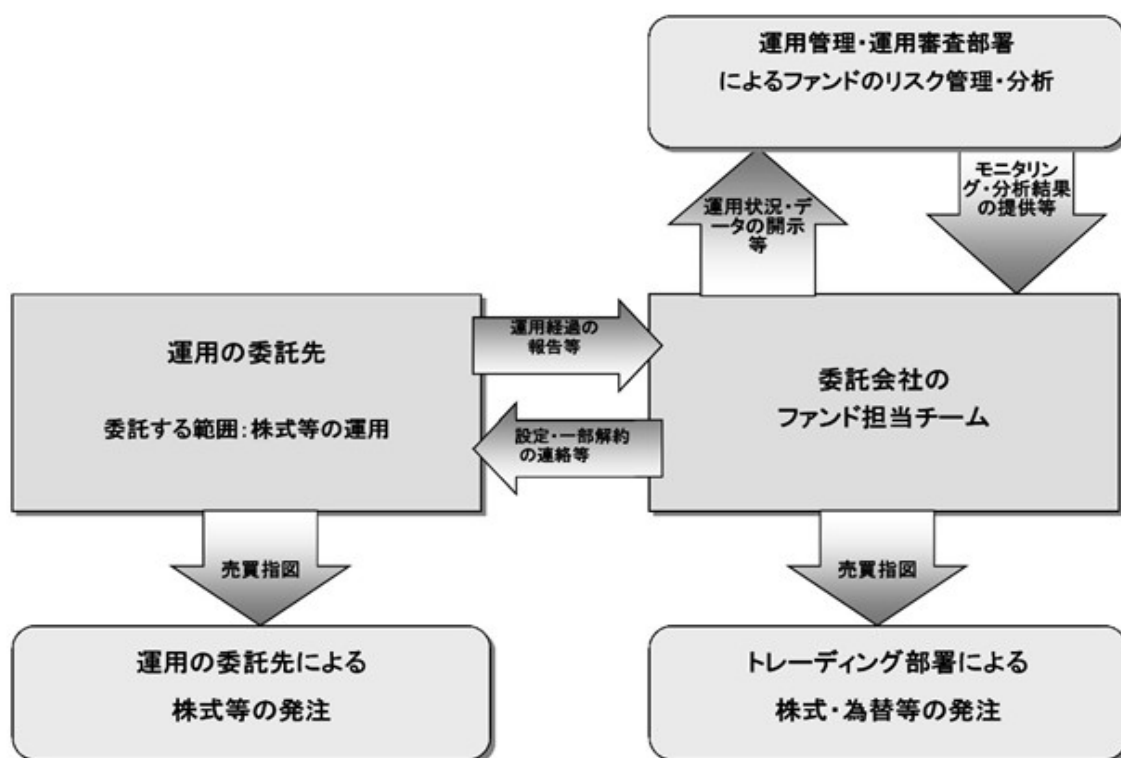 運用管理・運用審査部署
によるファンドのリスク管理・分析
運用状況・デ
ータの開示
等
モニタリン
グ・分析結果
の提供等
運用の委託先
委託する範囲:株式等の運用
運用経過の
報告等
設定・一部解約
の連絡等
委託会社の
ファンド担当チーム
売買指図
売買指図
運用の委託先による
株式等の発注
トレーディング部署による
株式・為替等の発注